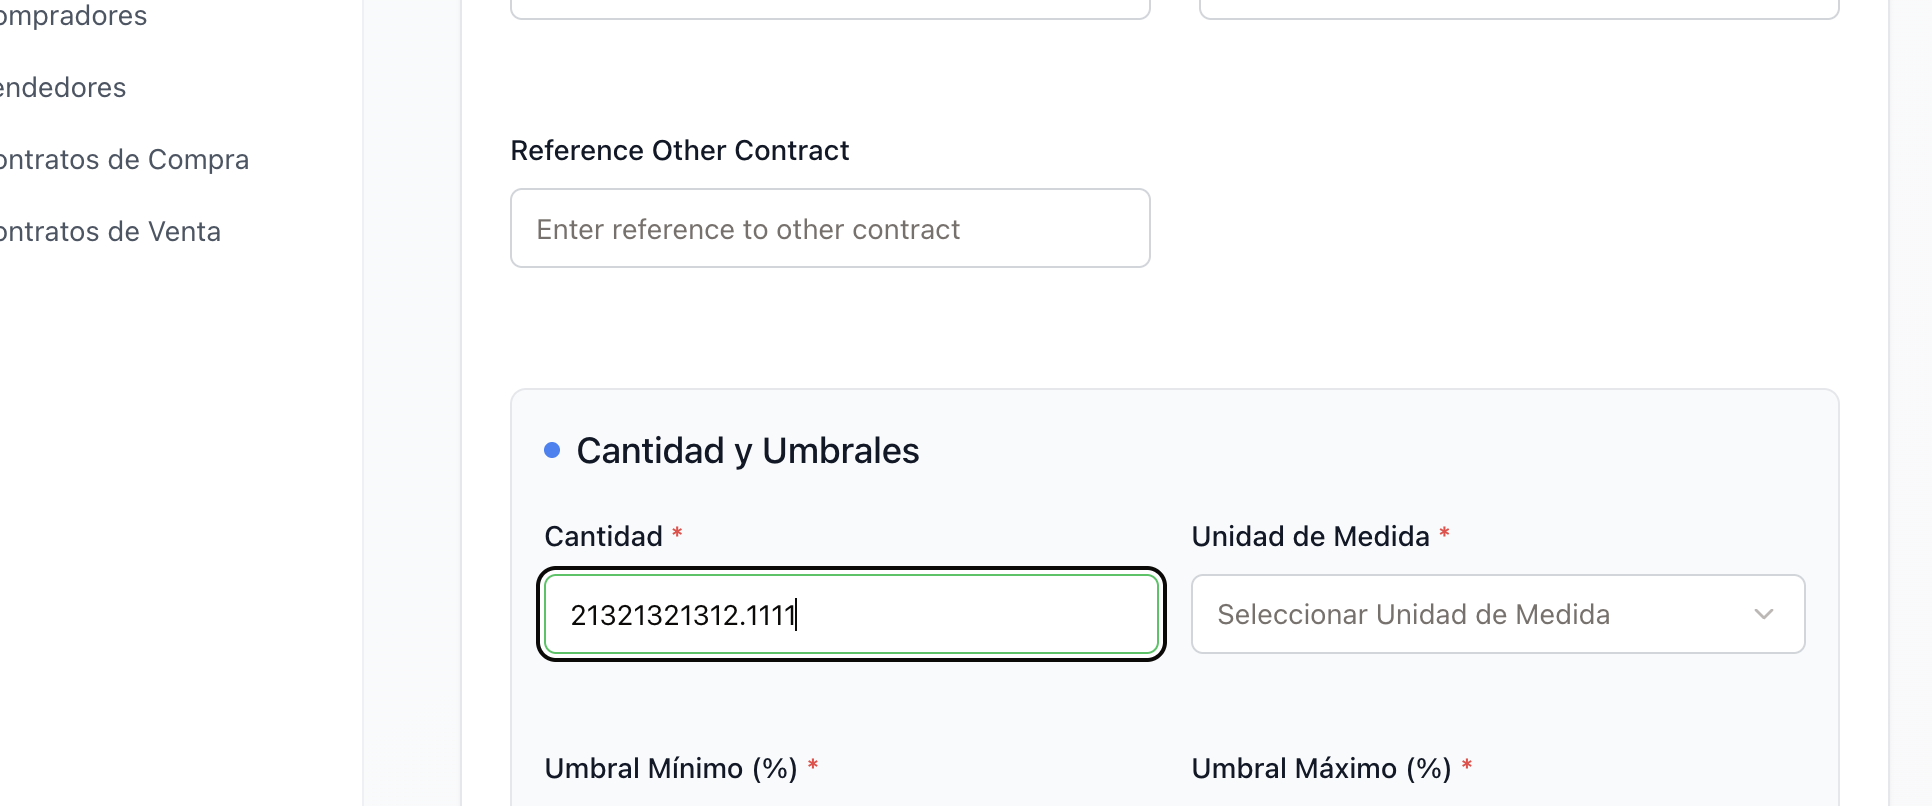 ompradores
endedores
ontratos de Compra
ontratos de Venta
Reference Other Contract
Enter reference to other contract
Cantidad y Umbrales
Cantidad *
Unidad de Medida *
21321321312.1111
Seleccionar Unidad de Medida
Umbral Mínimo (%) *
Umbral Máximo (%) *